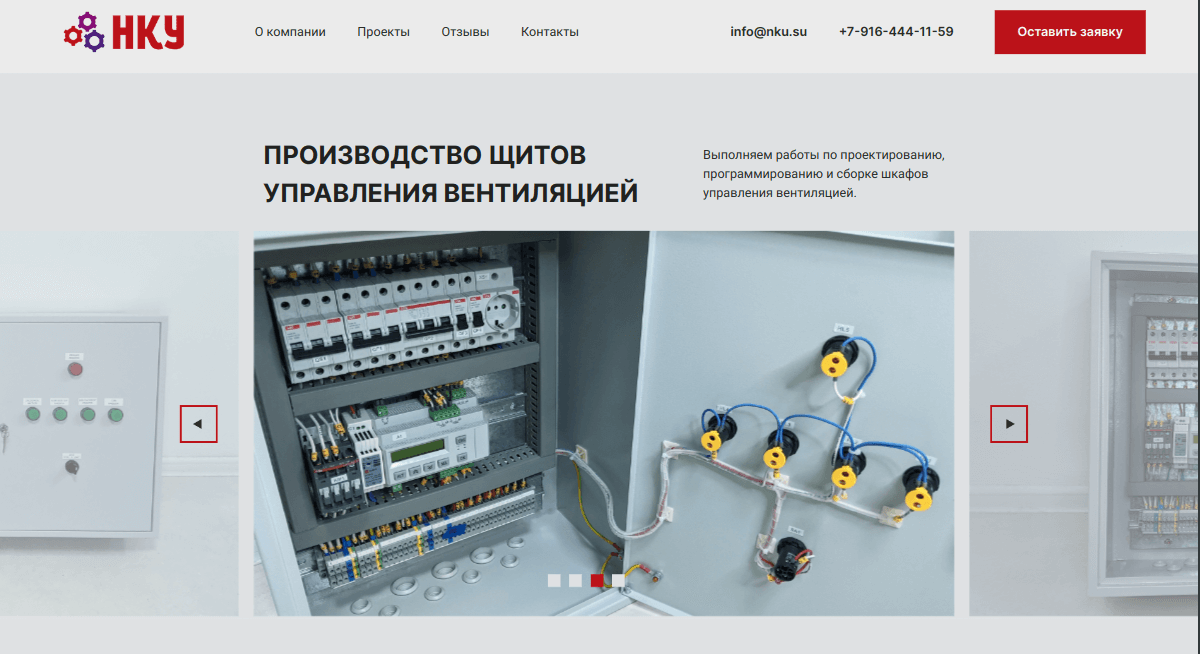 НКУ
О компании
Проекты
Отзывы
Контакты
info@nku.su
+7-916-444-11-59
Оставить заявку
ПРОИЗВОДСТВО ЩИТОВ
УПРАВЛЕНИЯ ВЕНТИЛЯЦИЕЙ
Выполняем работы по проектированию,
программированию и сборке шкафов
управления вентиляцией.